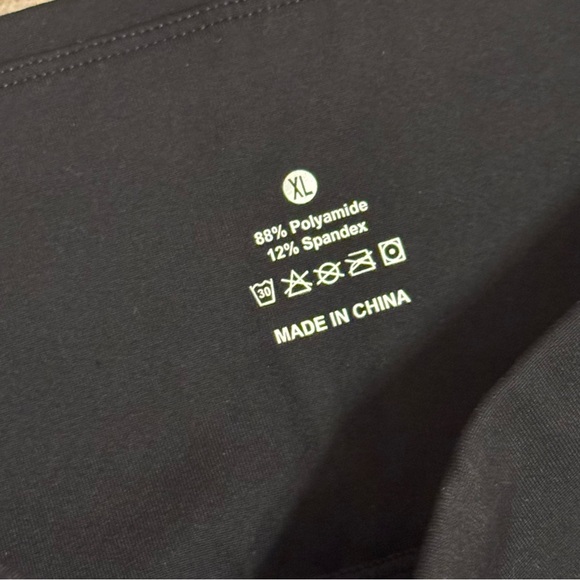 XL
88% Polyamide
12% Spandex
30
MADE IN CHINA